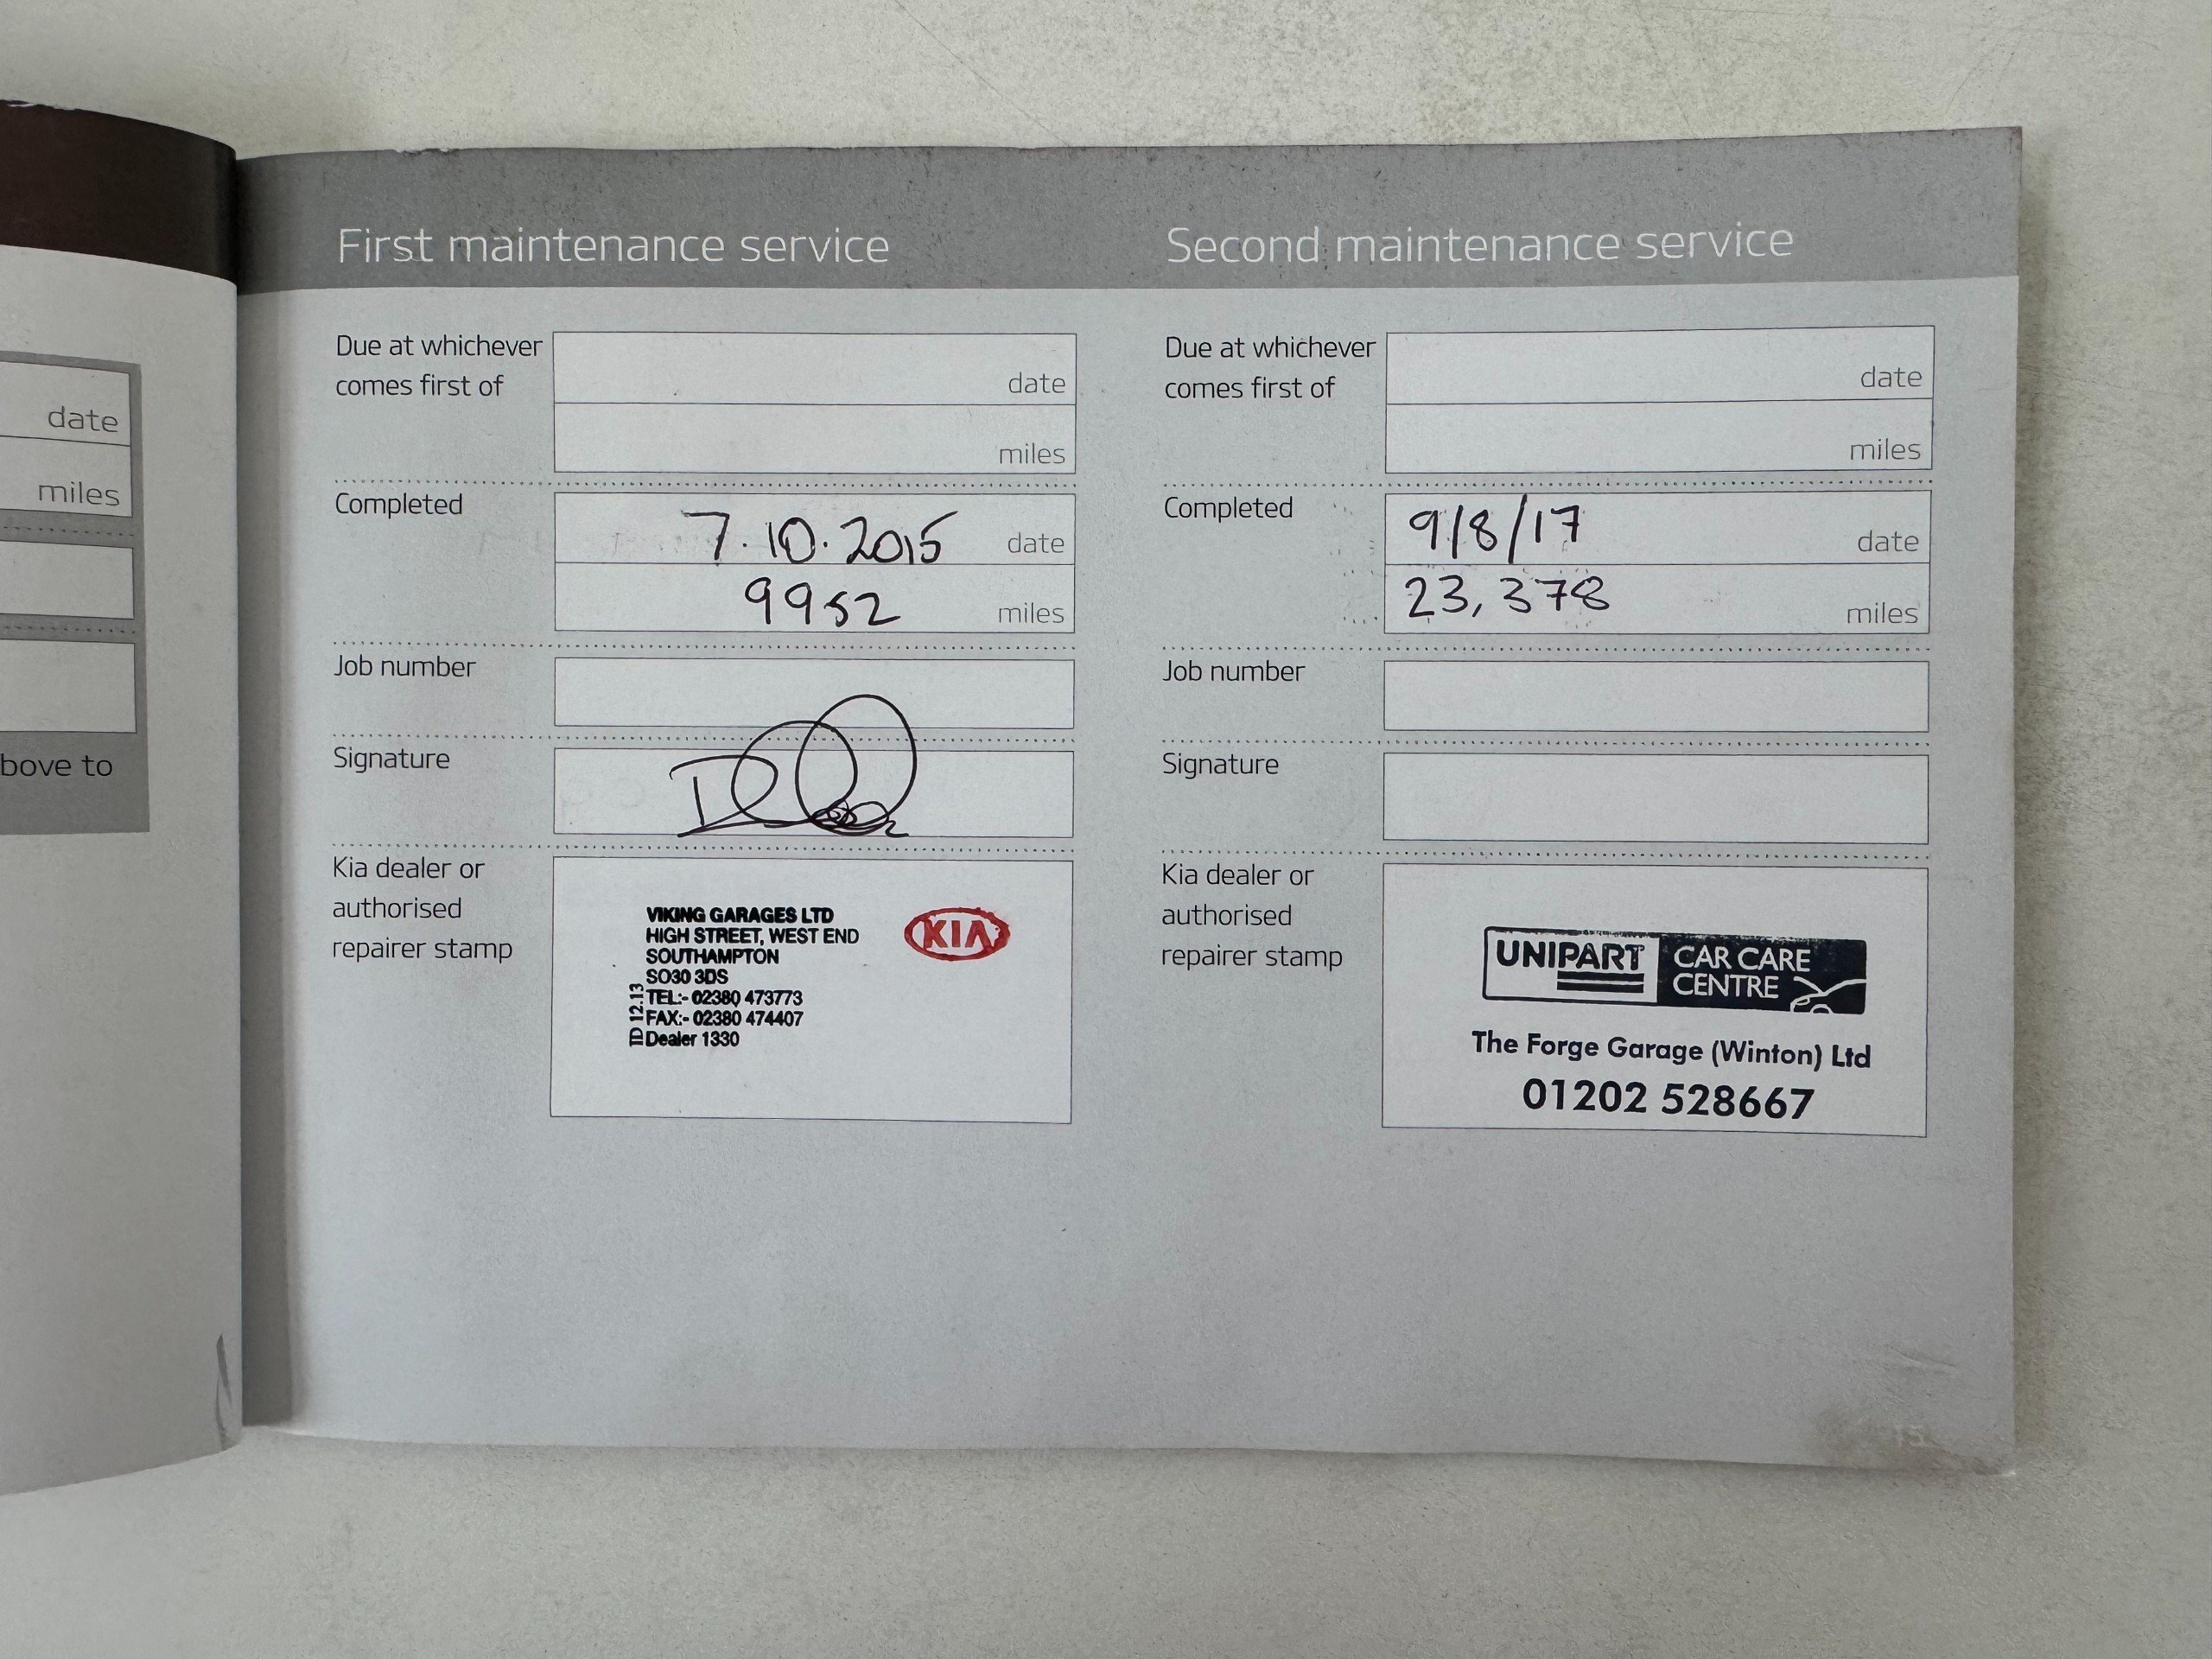 date
miles
bove to
First maintenance service
Due at whichever
comes first of
date
miles
Completed
7.10.2015 date
9952 miles
Job number
Signature
Kia dealer or
authorised
repairer stamp
VIKING GARAGES LTD
HIGH STREET, WEST END
SOUTHAMPTON
SO30 3DS
TEL:- 02380 473773
FAX:- 02380 474407
Dealer 1330
TD 12.13
KIA
Second maintenance service
Due at whichever
comes first of
date
miles
Completed
9/8/17 date
23,378 miles
Job number
Signature
Kia dealer or
authorised
repairer stamp
UNIPART
CAR CARE
CENTRE
The Forge Garage (Winton) Ltd
01202 528667
15